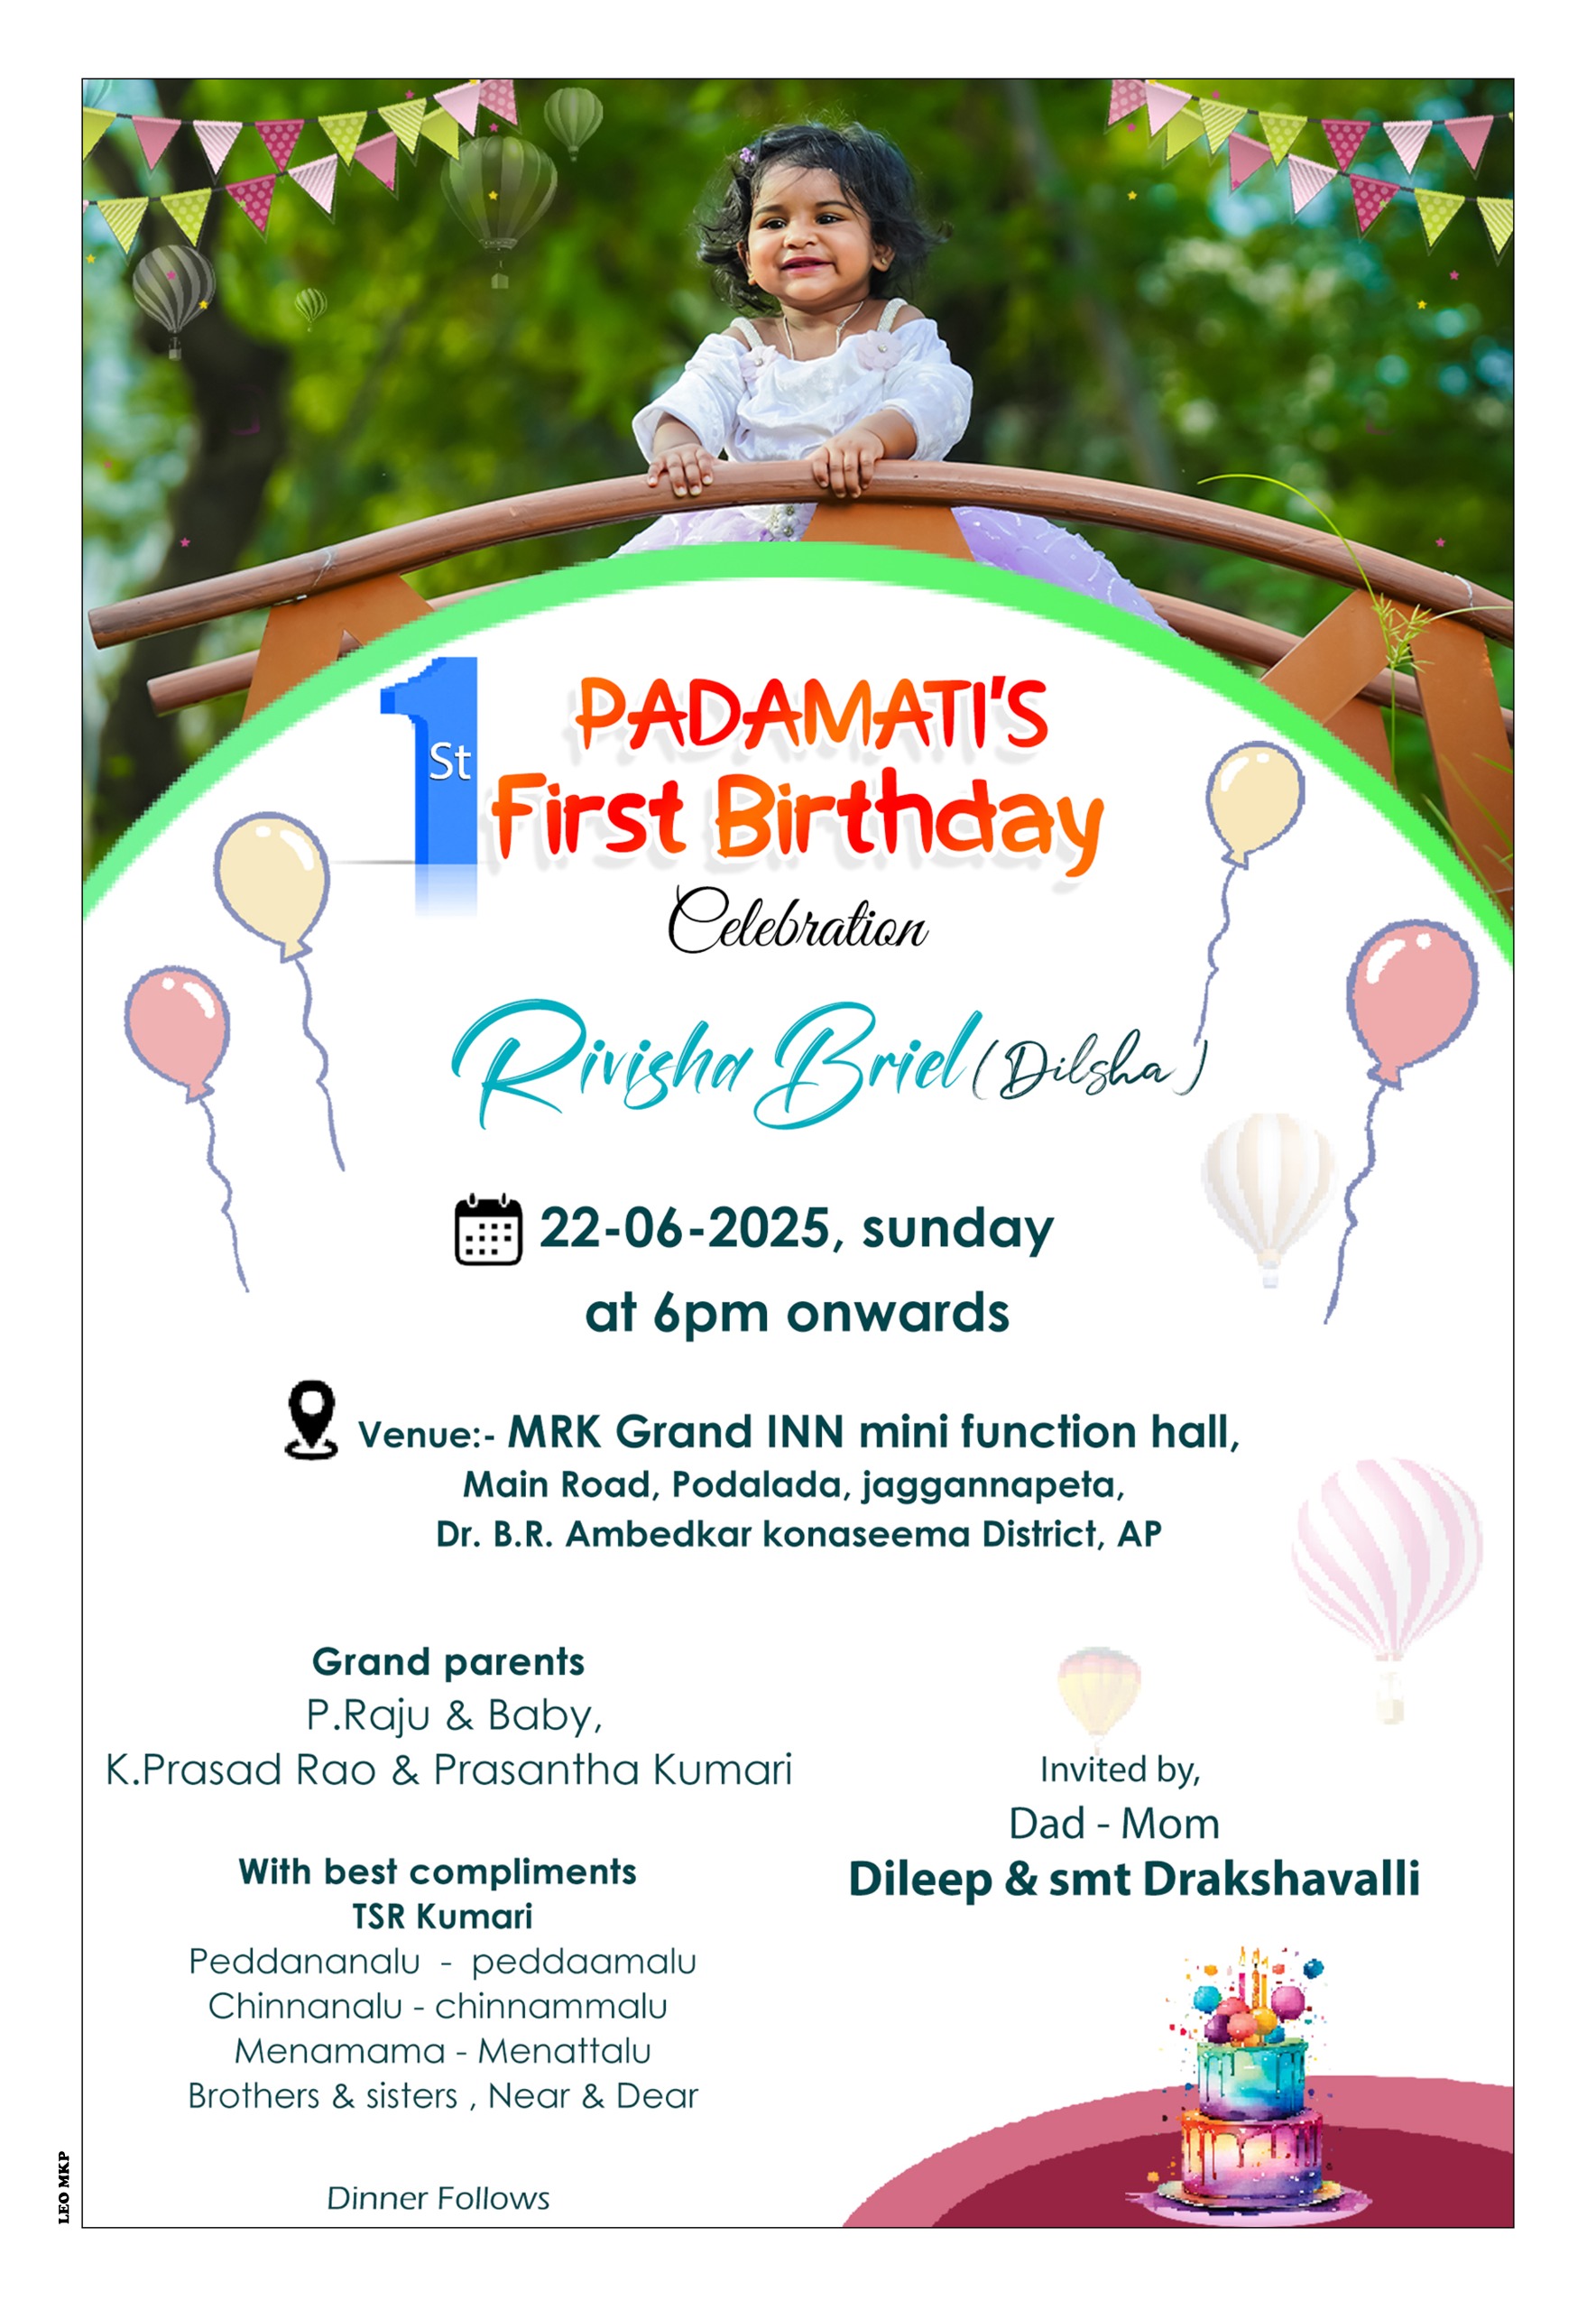 1St
PADAMATI'S
First Birthday
Celebration
Rivisha Briel (Dilsha)
22-06-2025, sunday
at 6pm onwards
Venue:- MRK Grand INN mini function hall,
Main Road, Podalada, jaggannapeta,
Dr. B.R. Ambedkar konaseema District, AP
Grand parents
P.Raju & Baby,
K.Prasad Rao & Prasantha Kumari
With best compliments
TSR Kumari
Peddananalu - peddaamalu
Chinnanalu - chinnammalu
Menamama - Menattalu
Brothers & sisters , Near & Dear
Dinner Follows
Invited by,
Dad - Mom
Dileep & smt Drakshavalli
LEO MKP